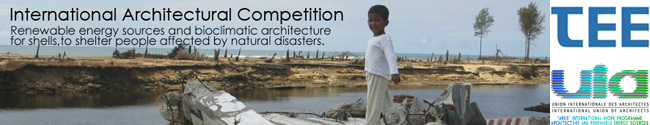 International Architectural Competition
Renewable energy sources and bioclimatic architecture
for shells,to shelter people affected by natural disasters.
TEE
uia
UNION INTERNATIONALE DES ARCHITECTES
INTERNATIONAL UNION OF ARCHITECTS
"ARES" INTERNATIONAL WORK PROGRAMME
ARCHITECTURE AND RENEWABLE ENERGY SOURCES